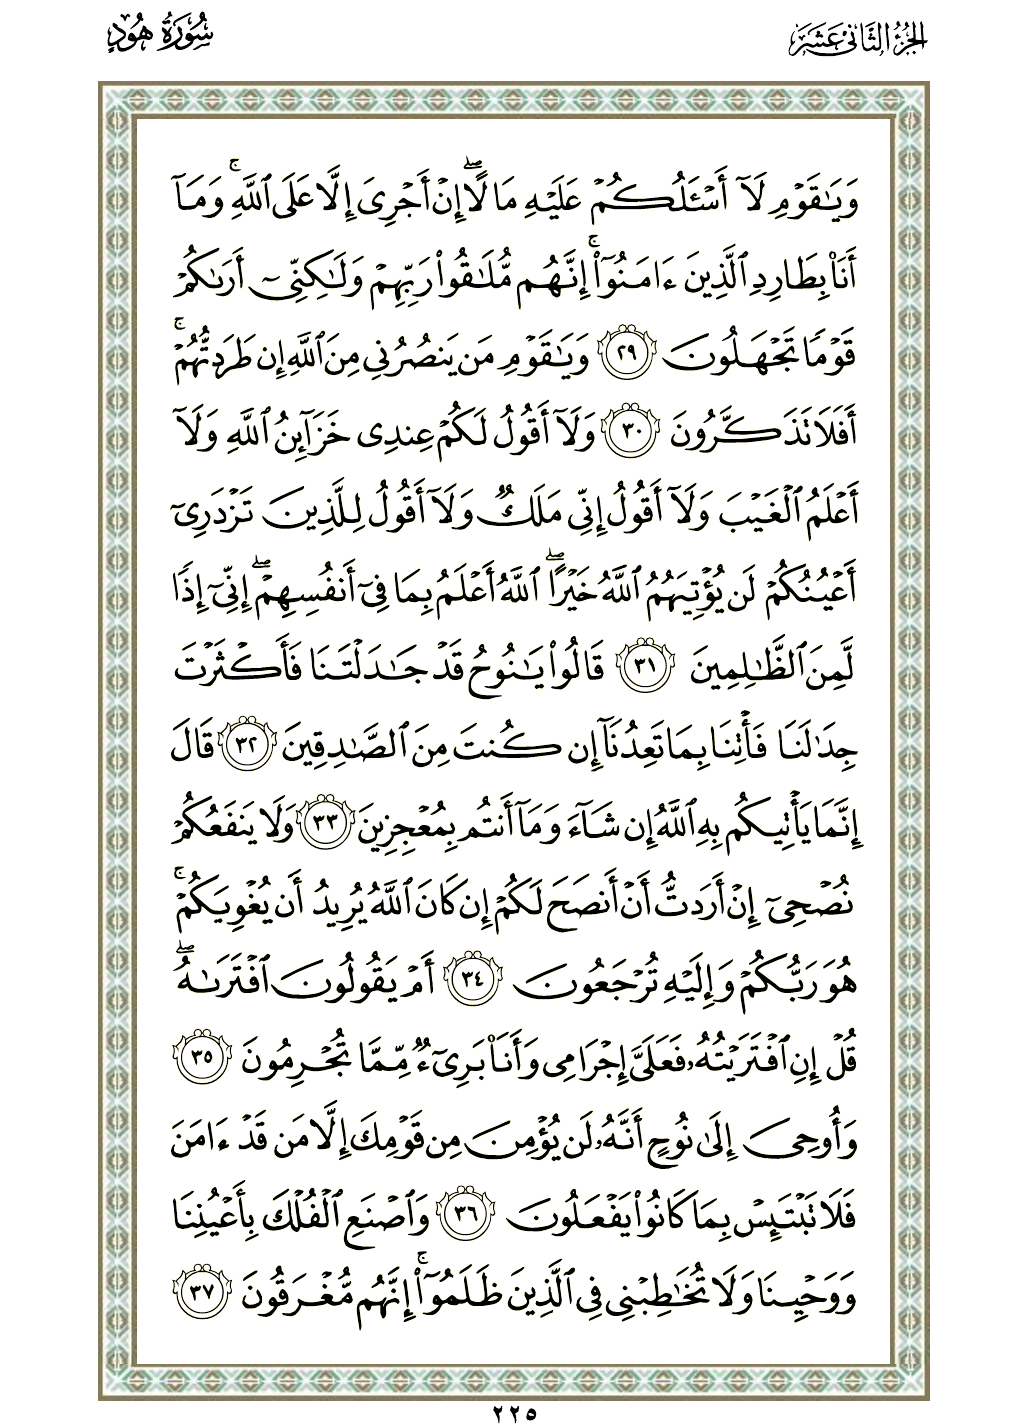 الجزء الثاني عشر
سورة هود
وَيَٰقَوۡمِ لَآ أَسۡـَٔلُكُمۡ عَلَيۡهِ مَالًاۖ إِنۡ أَجۡرِيَ إِلَّا عَلَى ٱللَّهِۚ وَمَآ
أَنَا۠ بِطَارِدِ ٱلَّذِينَ ءَامَنُوٓاْۚ إِنَّهُم مُّلَٰقُواْ رَبِّهِمۡ وَلَٰكِنِّيٓ أَرَىٰكُمۡ
قَوۡمٗا تَجۡهَلُونَ ٢٩ وَيَٰقَوۡمِ مَن يَنصُرُنِي مِنَ ٱللَّهِ إِن طَرَدتُّهُمۡۚ
أَفَلَا تَذَكَّرُونَ ٣٠ وَلَآ أَقُولُ لَكُمۡ عِندِي خَزَآئِنُ ٱللَّهِ وَلَآ
أَعۡلَمُ ٱلۡغَيۡبَ وَلَآ أَقُولُ إِنِّي مَلَكٞ وَلَآ أَقُولُ لِلَّذِينَ تَزۡدَرِيٓ
أَعۡيُنُكُمۡ لَن يُؤۡتِيَهُمُ ٱللَّهُ خَيۡرًاۖ ٱللَّهُ أَعۡلَمُ بِمَا فِيٓ أَنفُسِهِمۡۖ إِنِّيٓ إِذٗا
لَّمِنَ ٱلظَّٰلِمِينَ ٣١ قَالُواْ يَٰنُوحُ قَدۡ جَٰدَلۡتَنَا فَأَكۡثَرۡتَ
جِدَٰلَنَا فَأۡتِنَا بِمَا تَعِدُنَآ إِن كُنتَ مِنَ ٱلصَّٰدِقِينَ ٣٢ قَالَ
إِنَّمَا يَأۡتِيكُم بِهِ ٱللَّهُ إِن شَآءَ وَمَآ أَنتُم بِمُعۡجِزِينَ ٣٣ وَلَا يَنفَعُكُمۡ
نُصۡحِيٓ إِنۡ أَرَدتُّ أَنۡ أَنصَحَ لَكُمۡ إِن كَانَ ٱللَّهُ يُرِيدُ أَن يُغۡوِيَكُمۡۚ
هُوَ رَبُّكُمۡ وَإِلَيۡهِ تُرۡجَعُونَ ٣٤ أَمۡ يَقُولُونَ ٱفۡتَرَىٰهُۖ
قُلۡ إِنِ ٱفۡتَرَيۡتُهُۥ فَعَلَيَّ إِجۡرَامِي وَأَنَا۠ بَرِيٓءٞ مِّمَّا تُجۡرِمُونَ ٣٥
وَأُوحِيَ إِلَىٰ نُوحٍ أَنَّهُۥ لَن يُؤۡمِنَ مِن قَوۡمِكَ إِلَّا مَن قَدۡ ءَامَنَ
فَلَا تَبۡتَئِسۡ بِمَا كَانُواْ يَفۡعَلُونَ ٣٦ وَٱصۡنَعِ ٱلۡفُلۡكَ بِأَعۡيُنِنَا
وَوَحۡيِنَا وَلَا تُخَٰطِبۡنِي فِي ٱلَّذِينَ ظَلَمُوٓاْۚ إِنَّهُم مُّغۡرَقُونَ ٣٧
٢٢٥